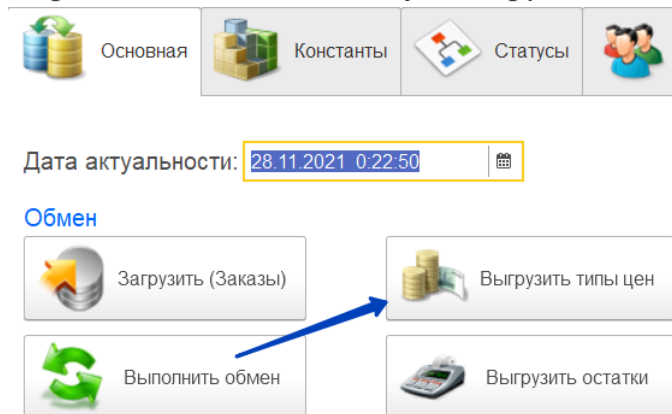 Основная Константы Статусы
Дата актуальности: 28.11.2021 0:22:50
Обмен
Загрузить (Заказы) Выгрузить типы цен
Выполнить обмен Выгрузить остатки